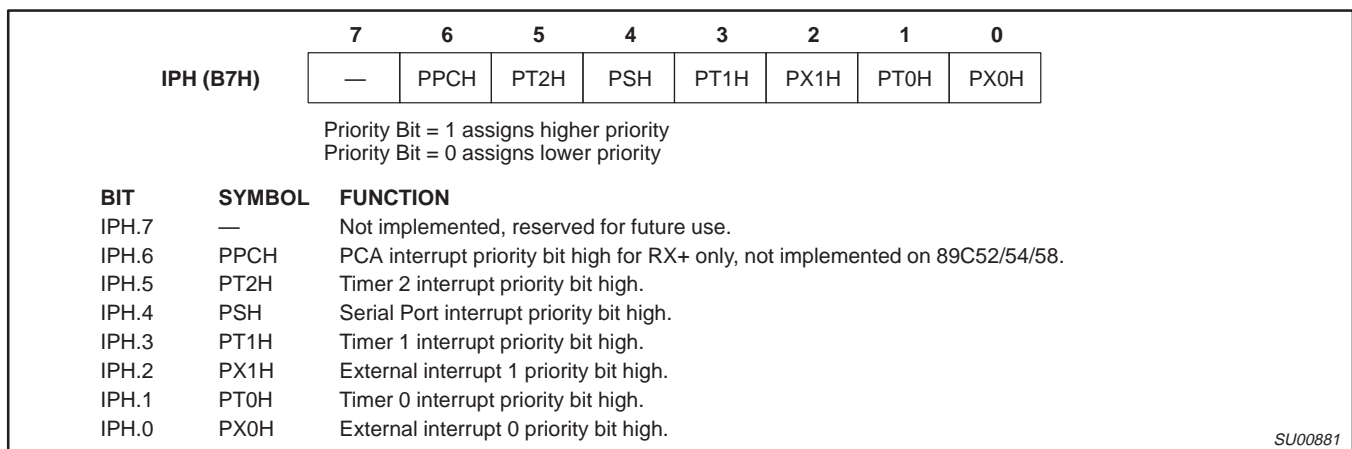 7 6 5 4 3 2 1 0
IPH (B7H) — PPCH PT2H PSH PT1H PX1H PT0H PX0H
Priority Bit = 1 assigns higher priority
Priority Bit = 0 assigns lower priority
BIT SYMBOL FUNCTION
IPH.7 — Not implemented, reserved for future use.
IPH.6 PPCH PCA interrupt priority bit high for RX+ only, not implemented on 89C52/54/58.
IPH.5 PT2H Timer 2 interrupt priority bit high.
IPH.4 PSH Serial Port interrupt priority bit high.
IPH.3 PT1H Timer 1 interrupt priority bit high.
IPH.2 PX1H External interrupt 1 priority bit high.
IPH.1 PT0H Timer 0 interrupt priority bit high.
IPH.0 PX0H External interrupt 0 priority bit high.
SU00881